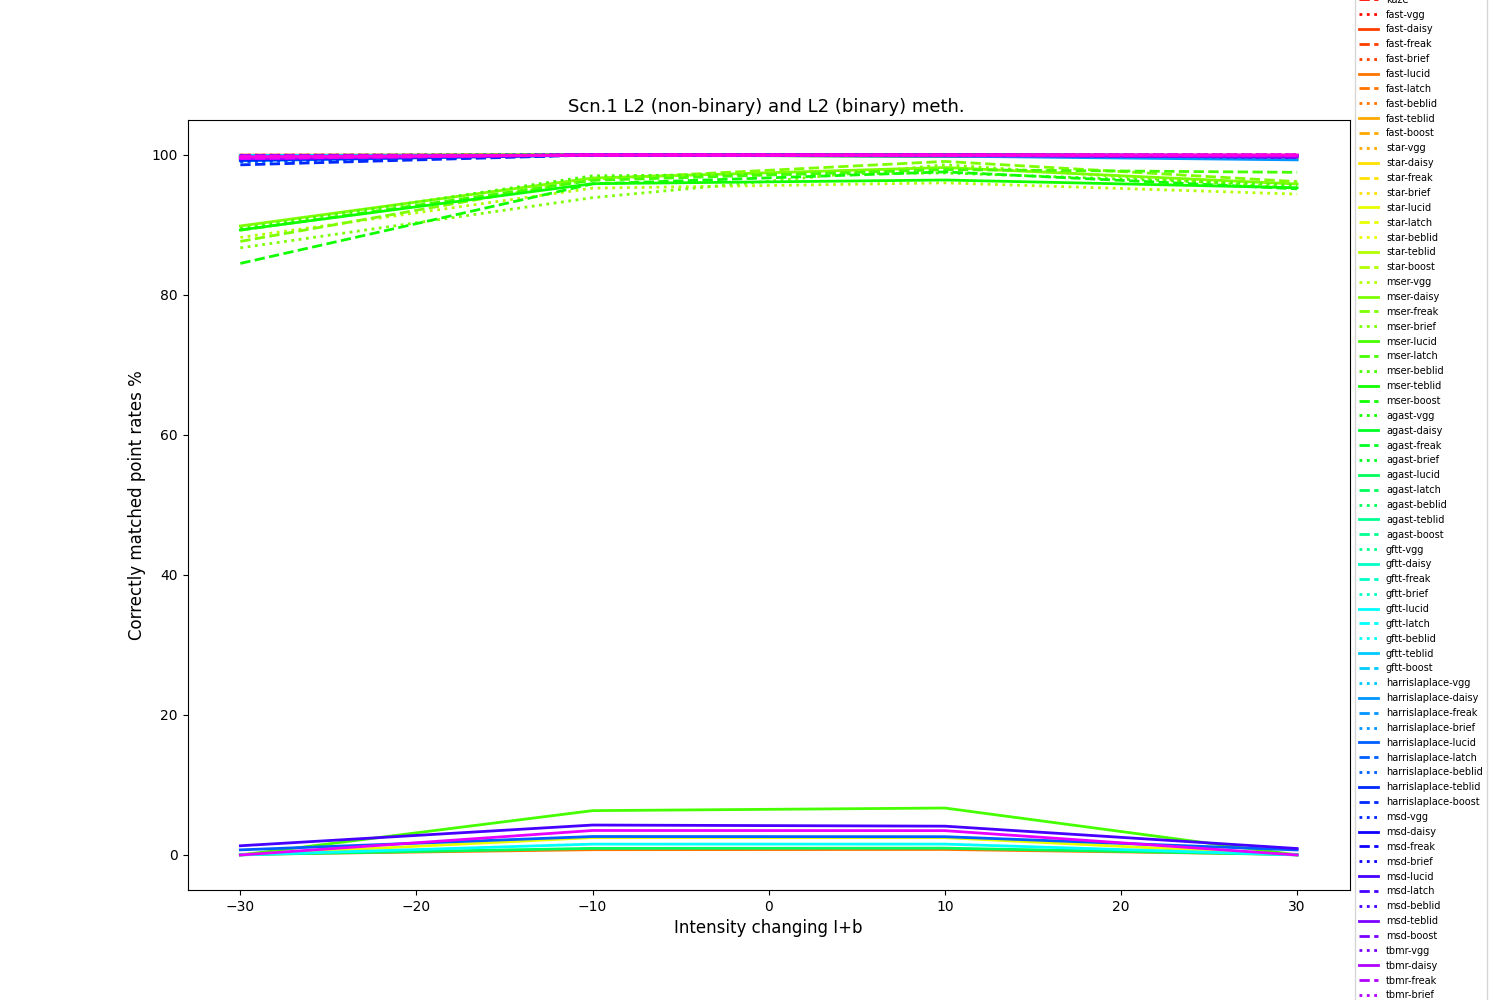 Scn.1 L2 (non-binary) and L2 (binary) meth.
Correctly matched point rates %
100
80
60
40
20
0
−30
−20
−10
0
10
20
30
Intensity changing I+b
kaze
fast-vgg
fast-daisy
fast-freak
fast-brief
fast-lucid
fast-latch
fast-beblid
fast-teblid
fast-boost
star-vgg
star-daisy
star-freak
star-brief
star-lucid
star-latch
star-beblid
star-teblid
star-boost
mser-vgg
mser-daisy
mser-freak
mser-brief
mser-lucid
mser-latch
mser-beblid
mser-teblid
mser-boost
agast-vgg
agast-daisy
agast-freak
agast-brief
agast-lucid
agast-latch
agast-beblid
agast-teblid
agast-boost
gftt-vgg
gftt-daisy
gftt-freak
gftt-brief
gftt-lucid
gftt-latch
gftt-beblid
gftt-teblid
gftt-boost
harrislaplace-vgg
harrislaplace-daisy
harrislaplace-freak
harrislaplace-brief
harrislaplace-lucid
harrislaplace-latch
harrislaplace-beblid
harrislaplace-teblid
harrislaplace-boost
msd-vgg
msd-daisy
msd-freak
msd-brief
msd-lucid
msd-latch
msd-beblid
msd-teblid
msd-boost
tbmr-vgg
tbmr-daisy
tbmr-freak
tbmr-brief